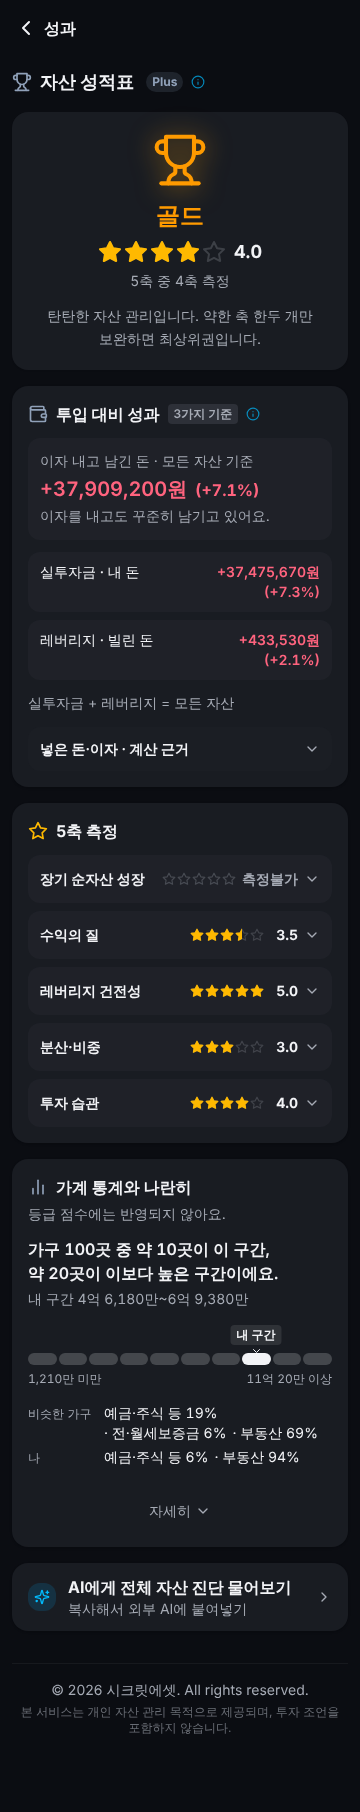 성과
자산 성적표 Plus
골드
4.0
5축 중 4축 측정
탄탄한 자산 관리입니다. 약한 축 한두 개만
보완하면 최상위권입니다.
투입 대비 성과 3가지 기준
이자 내고 남긴 돈 · 모든 자산 기준
+37,909,200원 (+7.1%)
이자를 내고도 꾸준히 남기고 있어요.
실투자금 · 내 돈 +37,475,670원
(+7.3%)
레버리지 · 빌린 돈 +433,530원
(+2.1%)
실투자금 + 레버리지 = 모든 자산
넣은 돈·이자 · 계산 근거
5축 측정
장기 순자산 성장 측정불가
수익의 질 3.5
레버리지 건전성 5.0
분산·비중 3.0
투자 습관 4.0
가계 통계와 나란히
등급 점수에는 반영되지 않아요.
가구 100곳 중 약 10곳이 이 구간,
약 20곳이 이보다 높은 구간이에요.
내 구간 4억 6,180만~6억 9,380만
내 구간
1,210만 미만 11억 20만 이상
비슷한 가구 예금·주식 등 19%
· 전·월세보증금 6% · 부동산 69%
나 예금·주식 등 6% · 부동산 94%
자세히
AI에게 전체 자산 진단 물어보기
복사해서 외부 AI에 붙여넣기
© 2026 시크릿에셋. All rights reserved.
본 서비스는 개인 자산 관리 목적으로 제공되며, 투자 조언을
포함하지 않습니다.